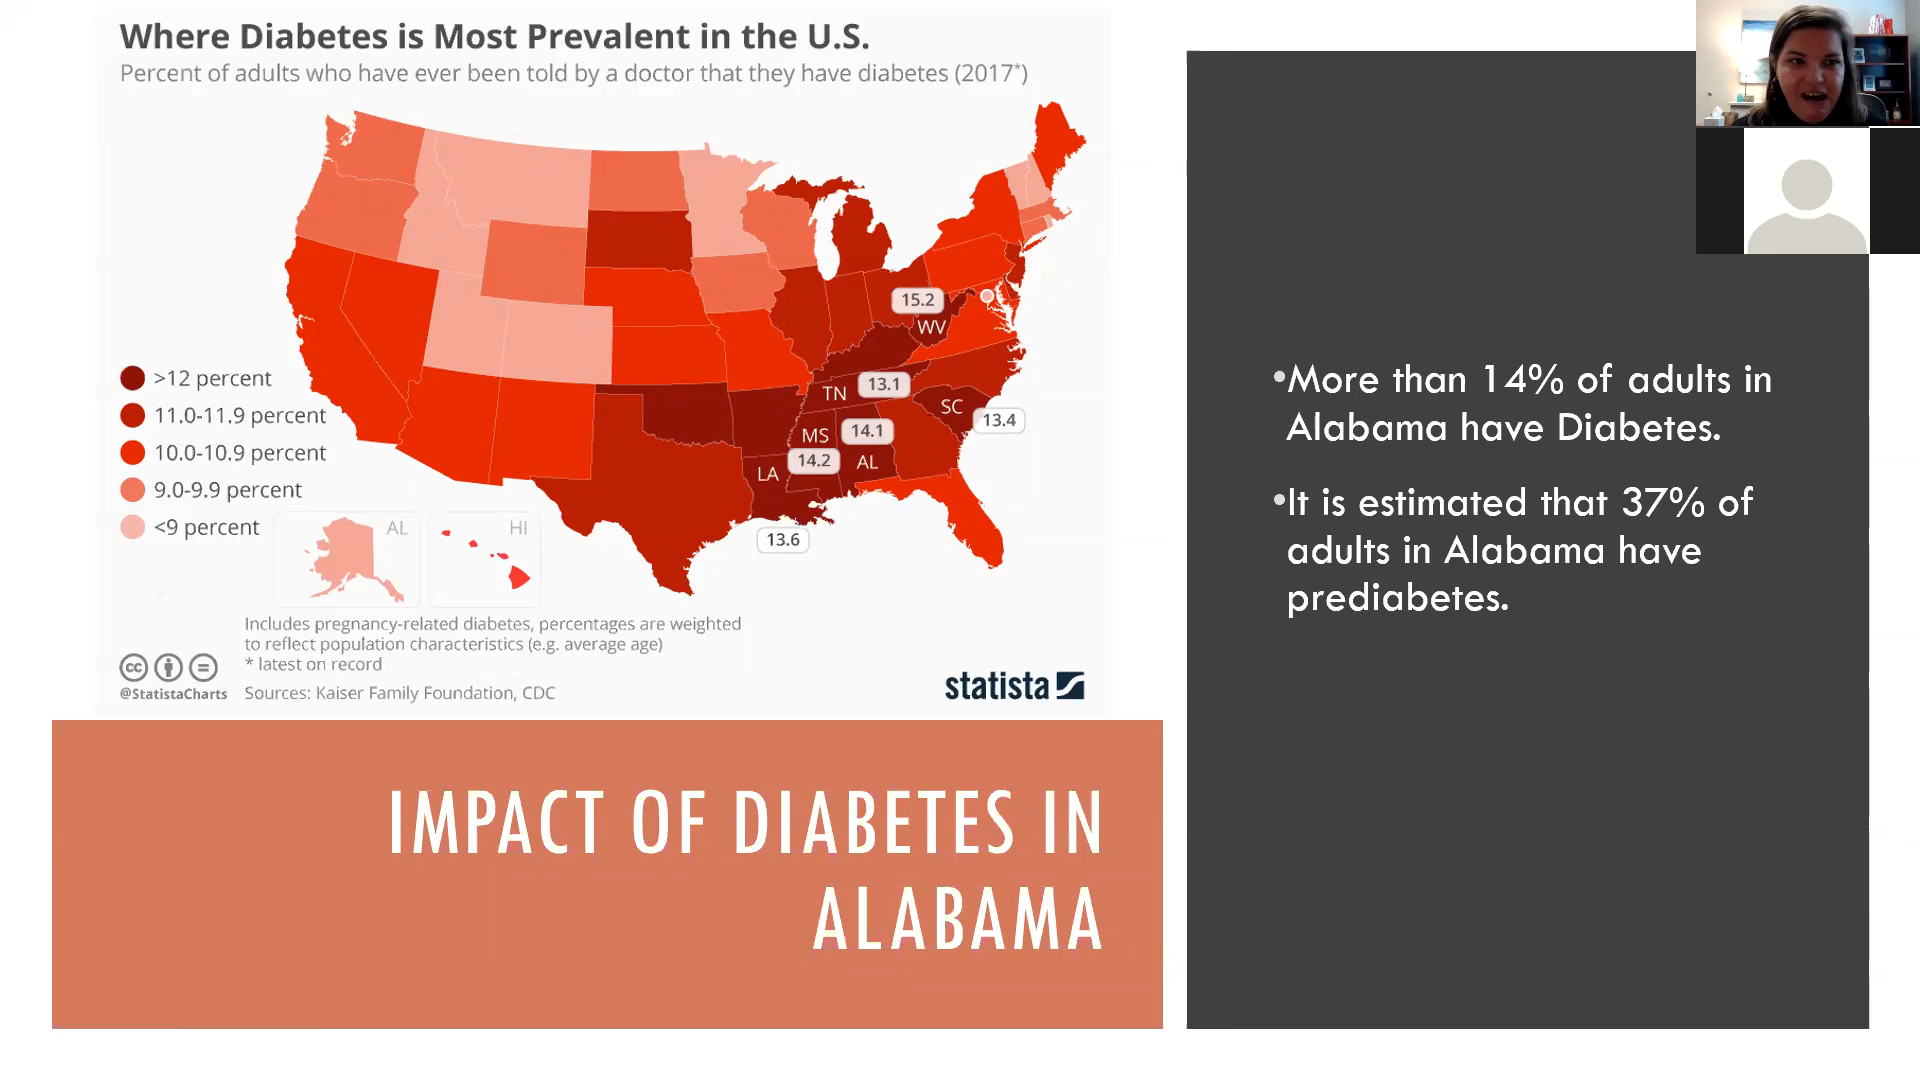 Where Diabetes is Most Prevalent in the U.S.
Percent of adults who have ever been told by a doctor that they have diabetes (2017*)
15.2
WV
TN
13.1
SC
13.4
MS
14.1
LA
14.2
AL
13.6
>12 percent
11.0-11.9 percent
10.0-10.9 percent
9.0-9.9 percent
<9 percent
AL
HI
Includes pregnancy-related diabetes, percentages are weighted
to reflect population characteristics (e.g. average age)
* latest on record
cc
@StatistaCharts
Sources: Kaiser Family Foundation, CDC
statista
IMPACT OF DIABETES IN
ALABAMA
•More than 14% of adults in
Alabama have Diabetes.
•It is estimated that 37% of
adults in Alabama have
prediabetes.